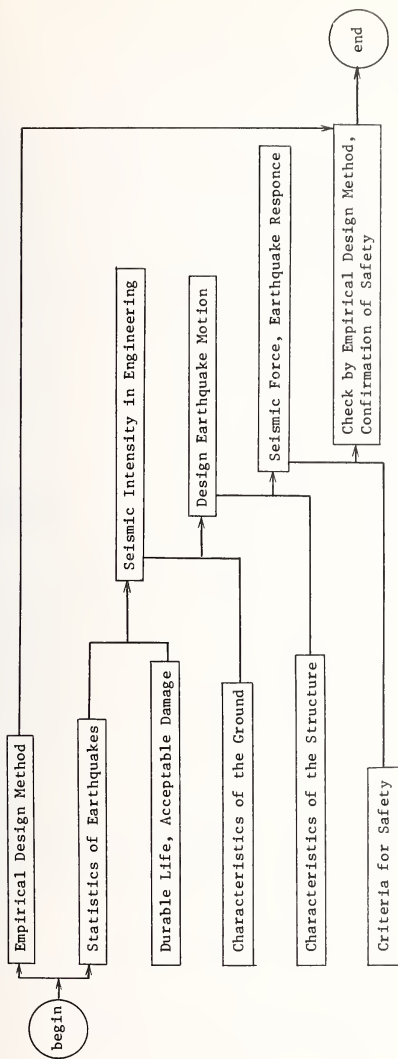 begin
Empirical Design Method
Statistics of Earthquakes
Durable Life, Acceptable Damage
Seismic Intensity in Engineering
Characteristics of the Ground
Design Earthquake Motion
Characteristics of the Structure
Seismic Force, Earthquake Responce
Criteria for Safety
Check by Empirical Design Method,
Confirmation of Safety
end